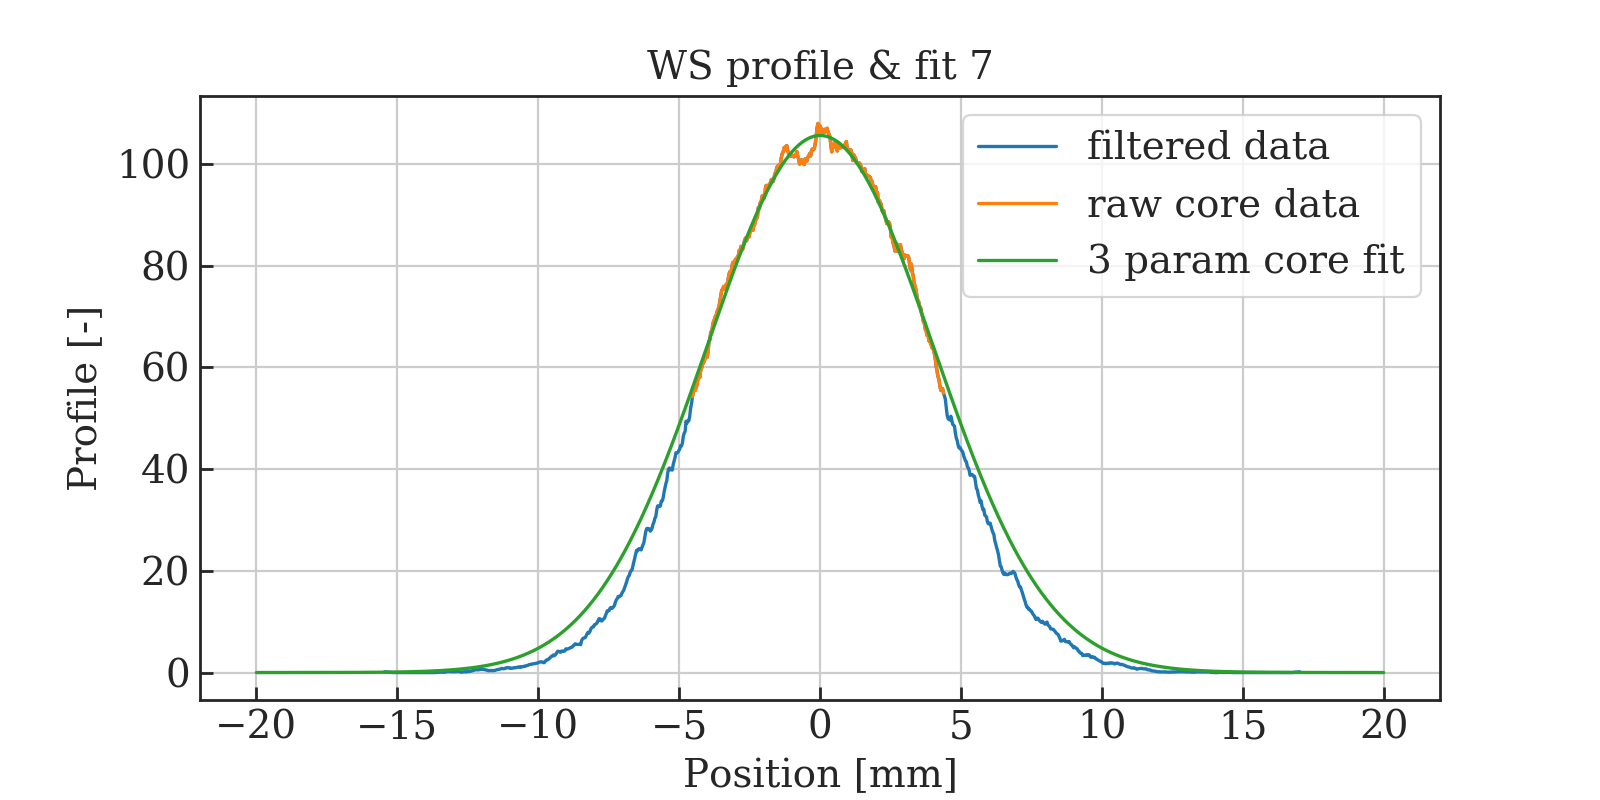 WS profile & fit 7
filtered data
raw core data
3 param core fit
100
80
60
40
20
0
Profile [-]
−20 −15 −10 −5 0 5 10 15 20
Position [mm]